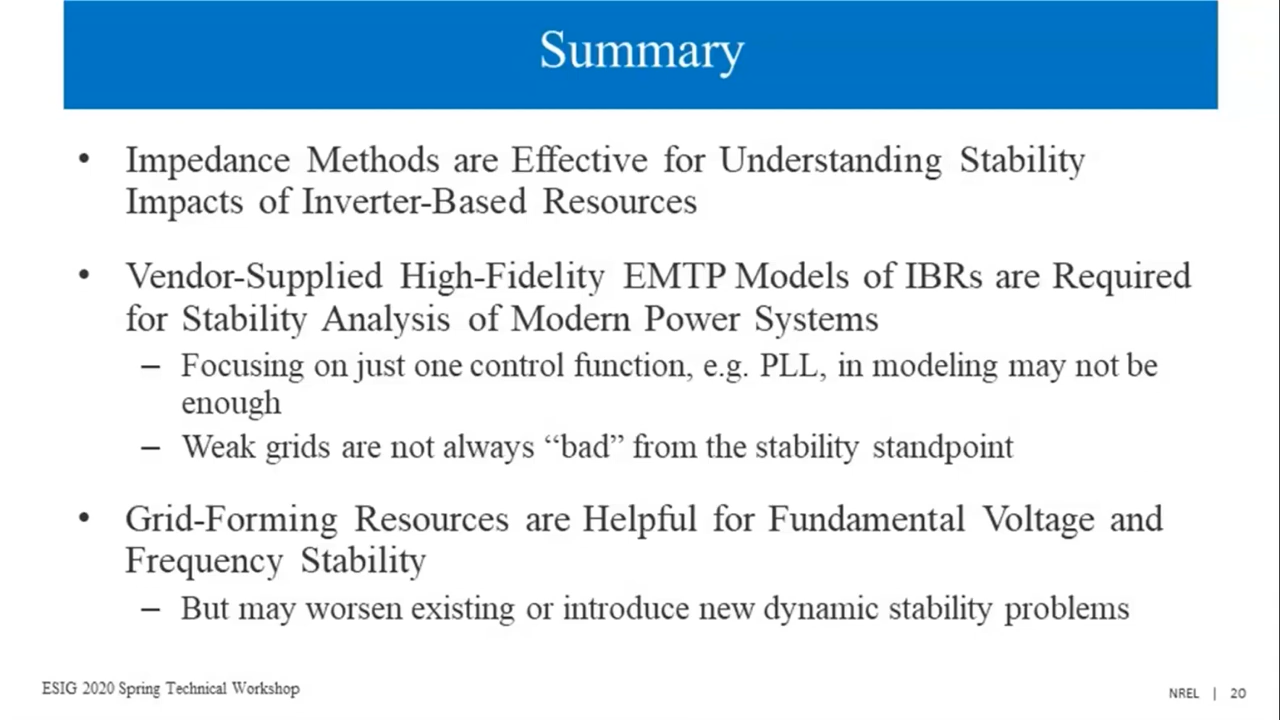 Summary
• Impedance Methods are Effective for Understanding Stability
Impacts of Inverter-Based Resources
• Vendor-Supplied High-Fidelity EMTP Models of IBRs are Required
for Stability Analysis of Modern Power Systems
– Focusing on just one control function, e.g. PLL, in modeling may not be
enough
– Weak grids are not always “bad” from the stability standpoint
• Grid-Forming Resources are Helpful for Fundamental Voltage and
Frequency Stability
– But may worsen existing or introduce new dynamic stability problems
ESIG 2020 Spring Technical Workshop
NREL | 20